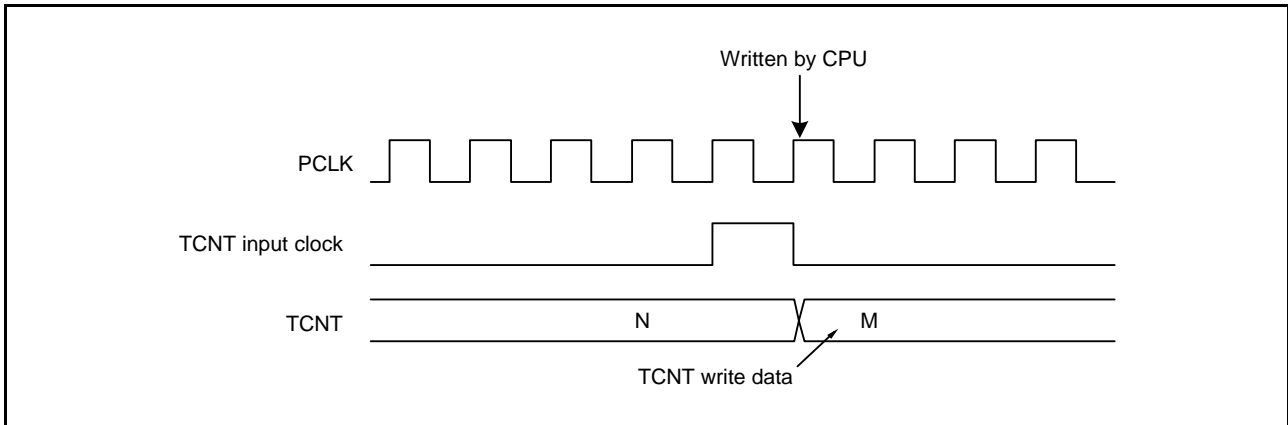 Written by CPU
PCLK
TCNT input clock
TCNT
N
M
TCNT write data